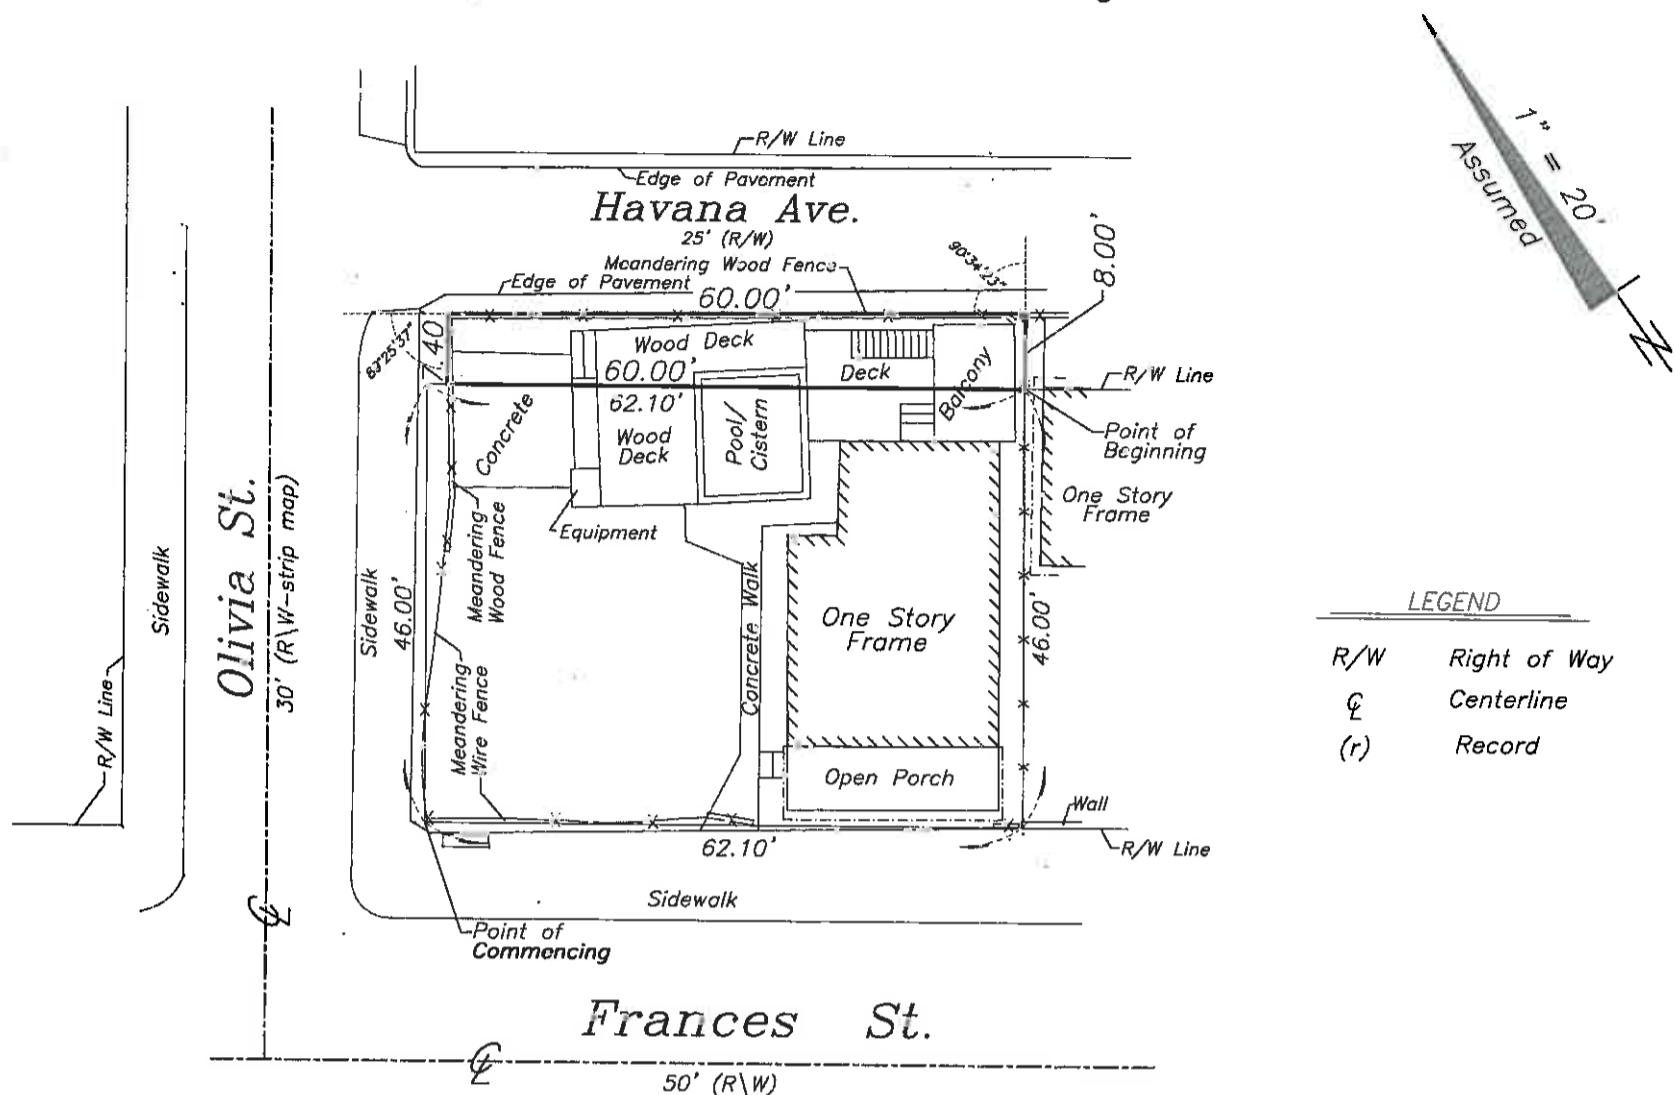 R/W Line
Edge of Pavement
Havana Ave.
25' (R/W)
Meandering Wood Fence
Edge of Pavement
60.00'
90°34'23"
8.00'
1" = 20'
Assumed
N
83°25'37"
7.40
Wood Deck
60.00'
62.10'
Wood
Deck
Concrete
Pool/
Cistern
Deck
Balcony
R/W Line
Point of
Beginning
One Story
Frame
Equipment
Meandering
Wood Fence
Olivia St.
30' (R\W-strip map)
Sidewalk
Sidewalk
46.00'
Concrete Walk
One Story
Frame
46.00'
LEGEND
R/W Right of Way
℄ Centerline
(r) Record
R/W Line
Meandering
Wire Fence
Open Porch
Wall
R/W Line
62.10'
Sidewalk
℄
Point of
Commencing
Frances St.
℄
50' (R\W)